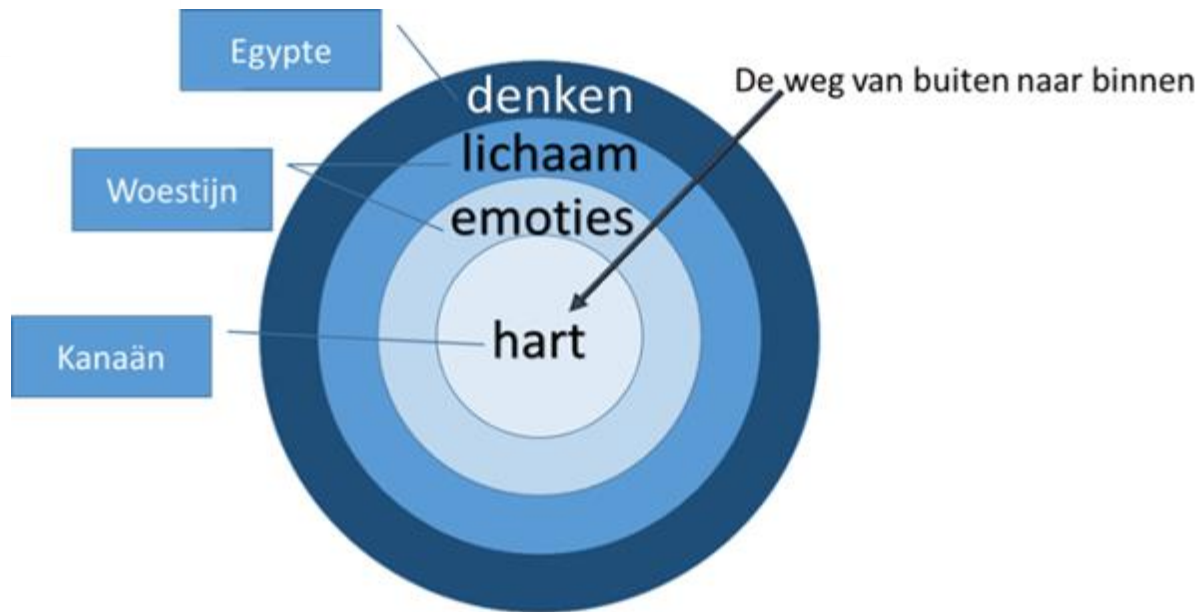 Egypte
denken
De weg van buiten naar binnen
lichaam
Woestijn
emoties
hart
Kanaän